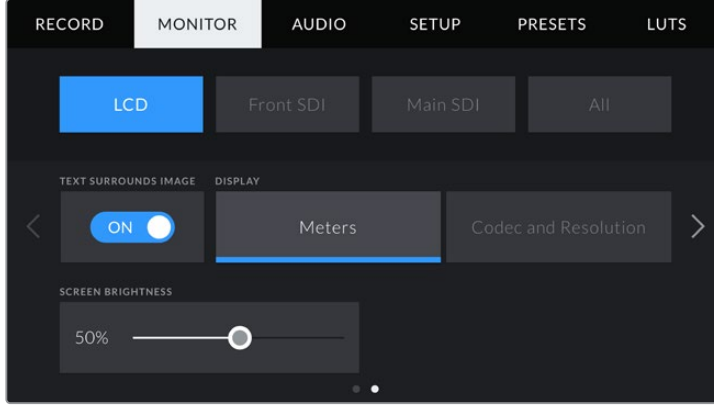 RECORD MONITOR AUDIO SETUP PRESETS LUTS
LCD Front SDI Main SDI All
TEXT SURROUNDS IMAGE DISPLAY
ON Meters Codec and Resolution
SCREEN BRIGHTNESS
50%